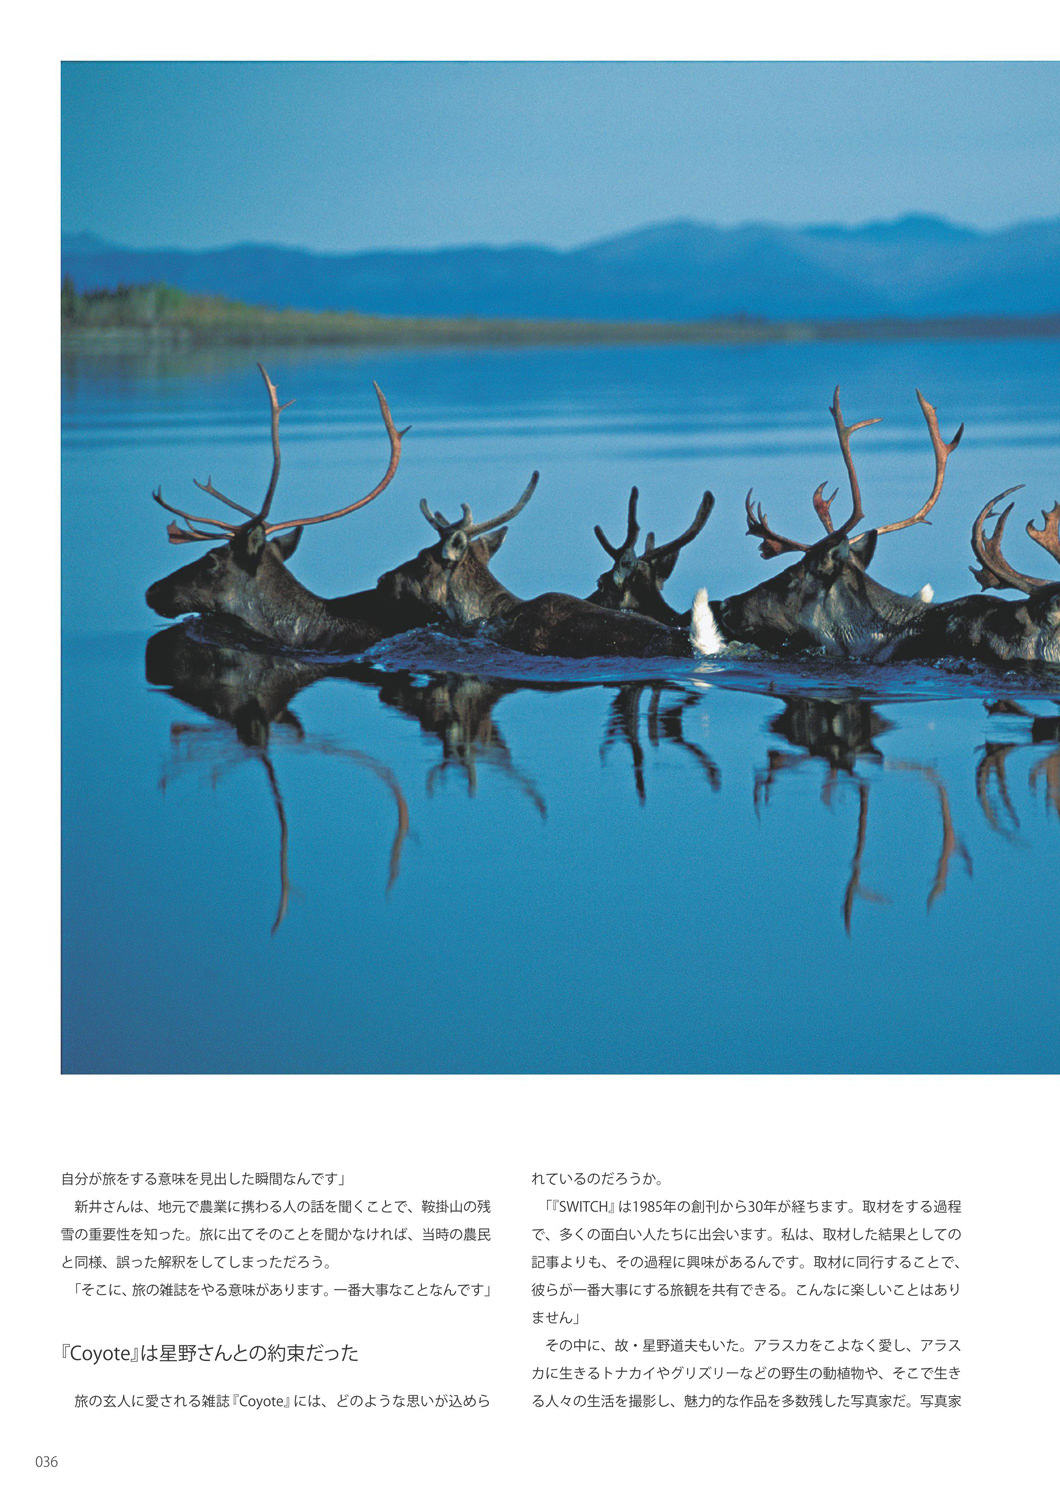 自分が旅をする意味を見出した瞬間なんです」
　新井さんは、地元で農業に携わる人の話を聞くことで、鞍掛山の残
雪の重要性を知った。旅に出てそのことを聞かなければ、当時の農民
と同様、誤った解釈をしてしまっただろう。
「そこに、旅の雑誌をやる意味があります。一番大事なことなんです」
『Coyote』は星野さんとの約束だった
　旅の玄人に愛される雑誌『Coyote』には、どのような思いが込めら
れているのだろうか。
「『SWITCH』は1985年の創刊から30年が経ちます。取材をする過程
で、多くの面白い人たちに出会います。私は、取材した結果としての
記事よりも、その過程に興味があるんです。取材に同行することで、
彼らが一番大事にする旅観を共有できる。こんなに楽しいことはあり
ません」
　その中に、故・星野道夫もいた。アラスカをこよなく愛し、アラス
カに生きるトナカイやグリズリーなどの野生の動植物や、そこで生き
る人々の生活を撮影し、魅力的な作品を多数残した写真家だ。写真家
036